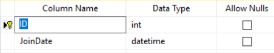 Column Name Data Type Allow Nulls
ID int
JoinDate datetime